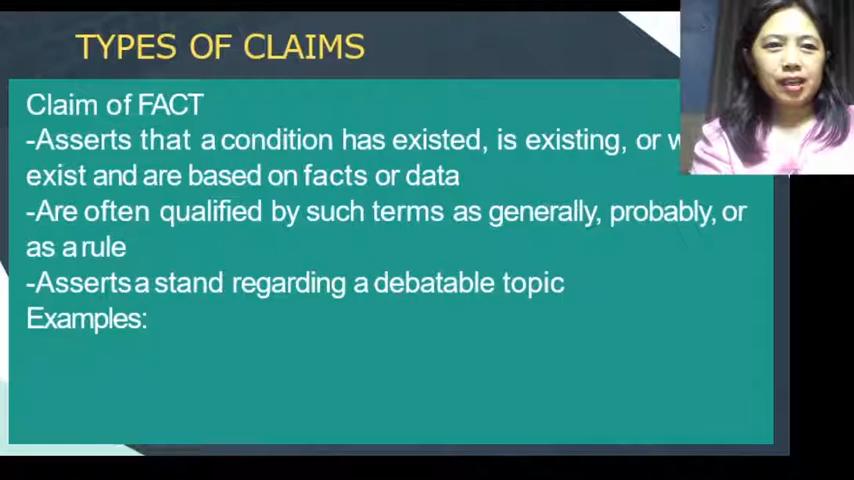 TYPES OF CLAIMS
Claim of FACT
-Asserts that a condition has existed, is existing, or
exist and are based on facts or data
-Are often qualified by such terms as generally, probably, or
as a rule
-Asserts a stand regarding a debatable topic
Examples: